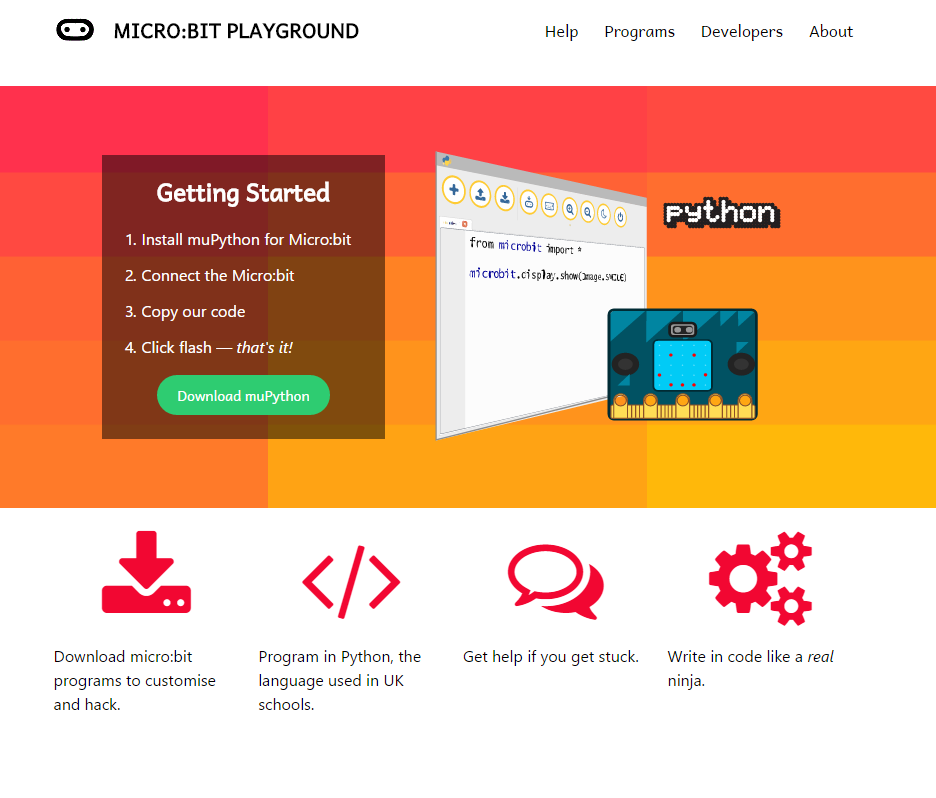 MICRO:BIT PLAYGROUND
Help Programs Developers About
Getting Started
1. Install muPython for Micro:bit
2. Connect the Micro:bit
3. Copy our code
4. Click flash — that's it!
Download muPython
from microbit import *
microbit.display.show(Image.SMILE)
python
Download micro:bit
programs to customise
and hack.
Program in Python, the
language used in UK
schools.
Get help if you get stuck.
Write in code like a real
ninja.